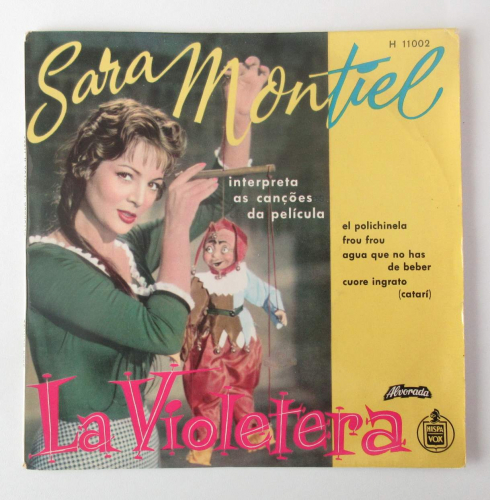 H 11002
Sara Montiel
interpreta
as canções
da película
el polichinela
frou frou
agua que no has
de beber
cuore ingrato
(catarí)
Alvorada
La Violetera
HISPA
VOX